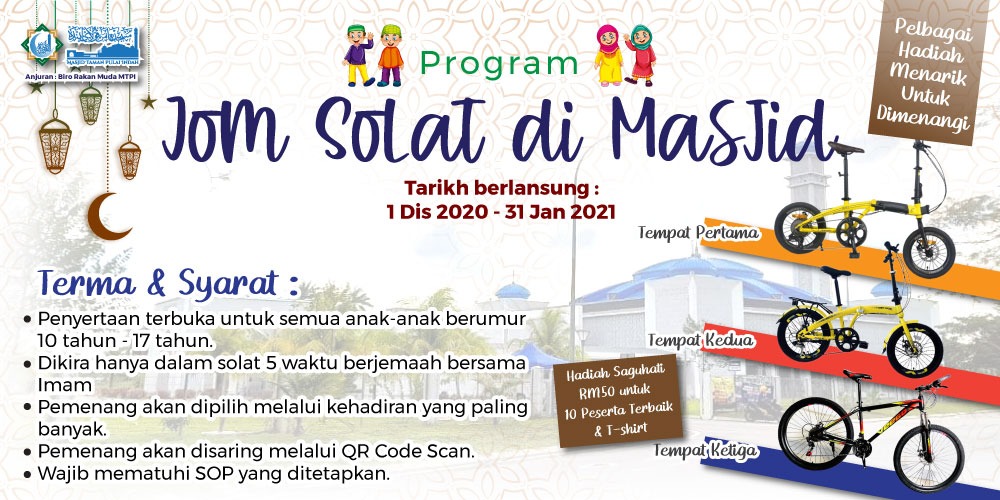 MASJID TAMAN PULAI INDAH
Anjuran : Biro Rakan Muda MTPI
Program
Jom Solat di Masjid
Tarikh berlansung :
1 Dis 2020 - 31 Jan 2021
Pelbagai
Hadiah
Menarik
Untuk
Dimenangi
Tempat Pertama
Terma & Syarat :
• Penyertaan terbuka untuk semua anak-anak berumur
10 tahun - 17 tahun.
• Dikira hanya dalam solat 5 waktu berjemaah bersama
Imam
• Pemenang akan dipilih melalui kehadiran yang paling
banyak.
• Pemenang akan disaring melalui QR Code Scan.
• Wajib mematuhi SOP yang ditetapkan.
Tempat Kedua
Hadiah Saguhati
RM50 untuk
10 Peserta Terbaik
& T-shirt
Tempat Ketiga